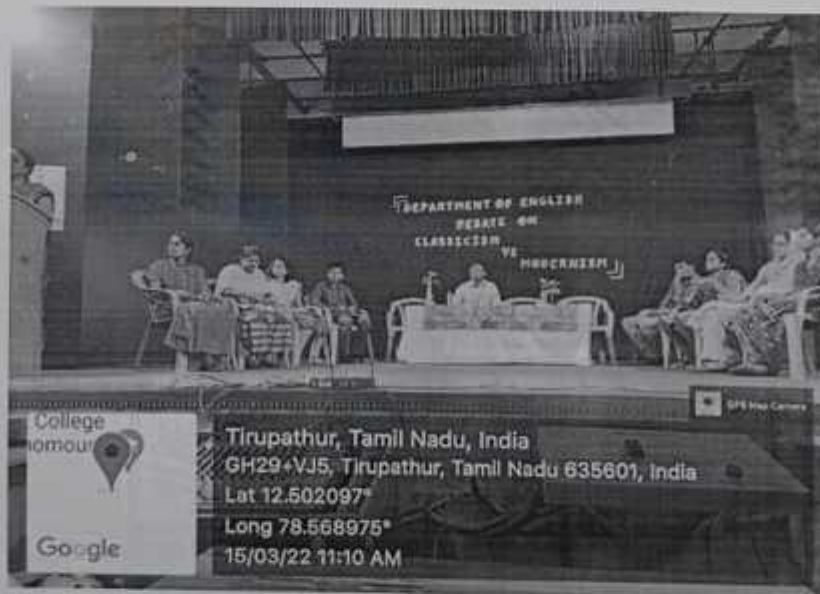 DEPARTMENT OF ENGLISH
DEBATE ON
CLASSICISM
VS
MODERNISM
GPS Map Camera
College
nomous
Google
Tirupathur, Tamil Nadu, India
GH29+VJ5, Tirupathur, Tamil Nadu 635601, India
Lat 12.502097°
Long 78.568975°
15/03/22 11:10 AM